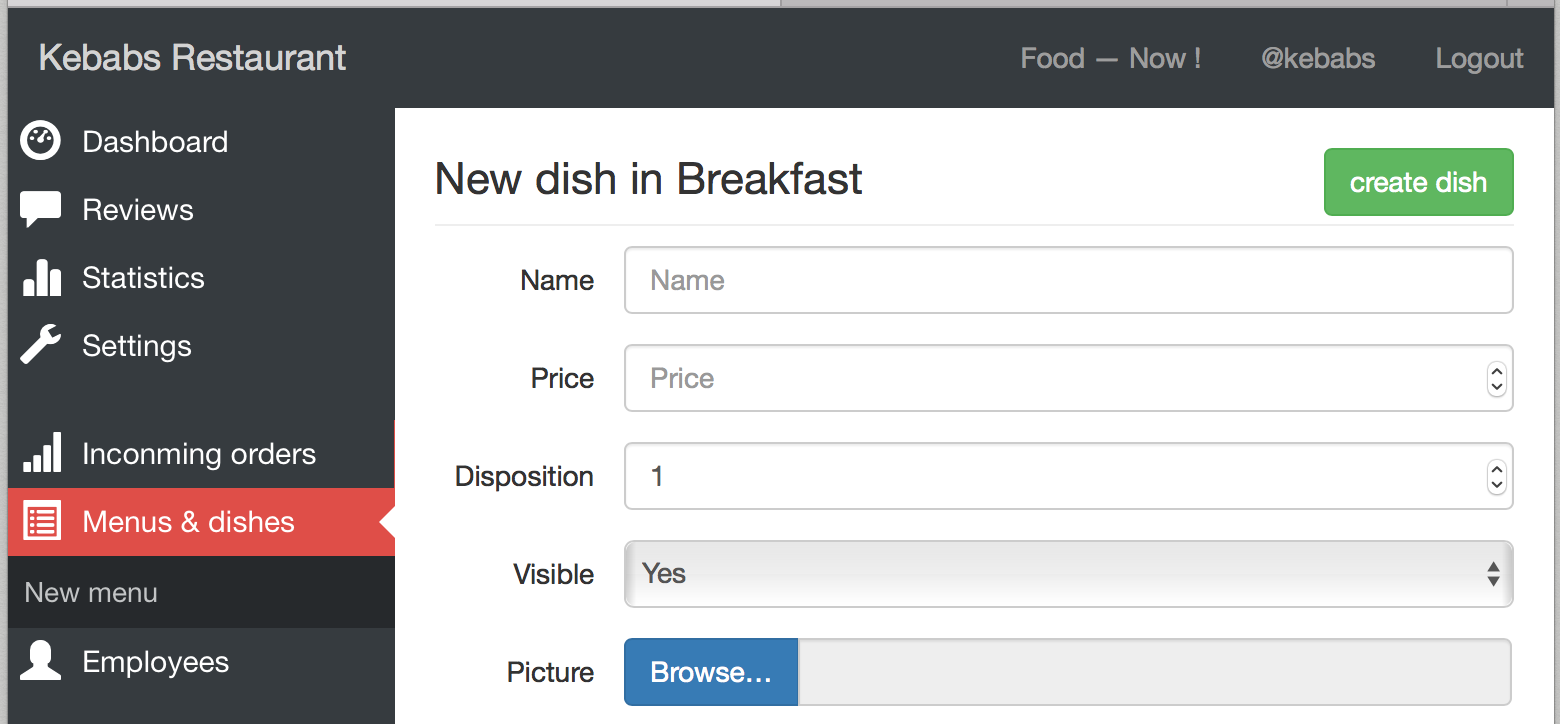 Kebabs Restaurant
Food — Now !
@kebabs
Logout
Dashboard
Reviews
Statistics
Settings
Inconming orders
Menus & dishes
New menu
Employees
New dish in Breakfast
create dish
Name
Name
Price
Price
Disposition
1
Visible
Yes
Picture
Browse...